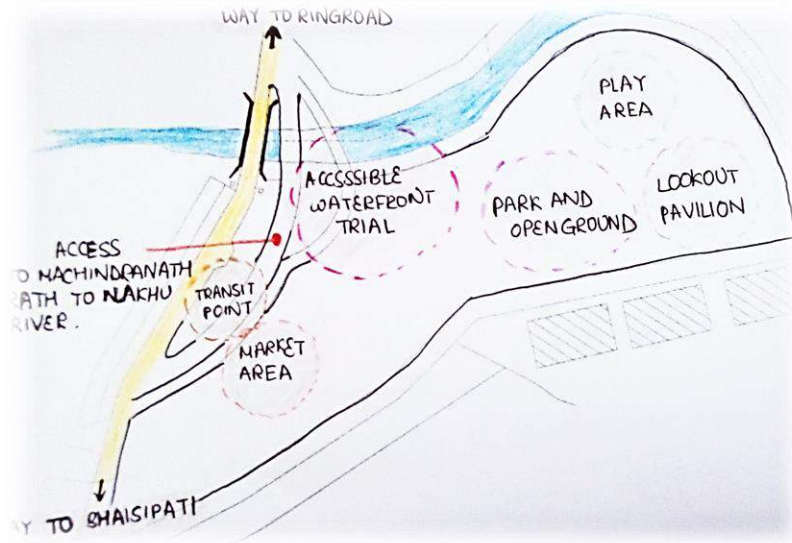 WAY TO RINGROAD
PLAY
AREA
ACCSSSIBLE
WATERFRONT
TRIAL
PARK AND
OPENGROUND
LOOKOUT
PAVILION
ACCESS
TO MACHINDRANATH
RATH TO NAKHU
RIVER.
TRANSIT
POINT
MARKET
AREA
AY TO BHAISIPATI